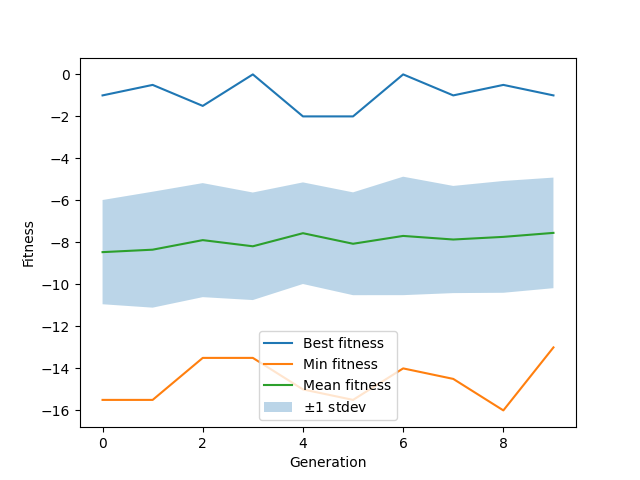 0
−2
−4
−6
−8
−10
−12
−14
−16
Fitness
Best fitness
Min fitness
Mean fitness
±1 stdev
0 2 4 6 8
Generation